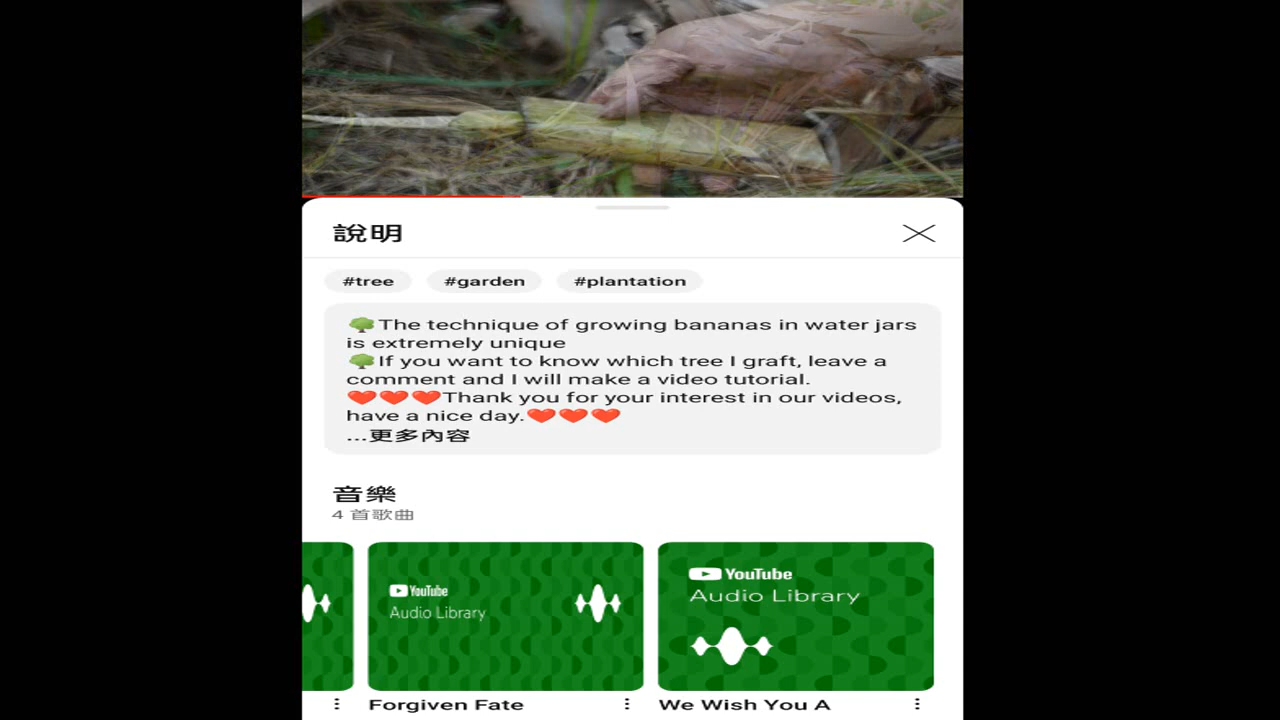 說明
#tree #garden #plantation
🌳The technique of growing bananas in water jars
is extremely unique
🌳If you want to know which tree I graft, leave a
comment and I will make a video tutorial.
❤️❤️❤️Thank you for your interest in our videos,
have a nice day.❤️❤️❤️
...更多內容
音樂
4 首歌曲
YouTube
Audio Library
YouTube
Audio Library
Forgiven Fate
We Wish You A